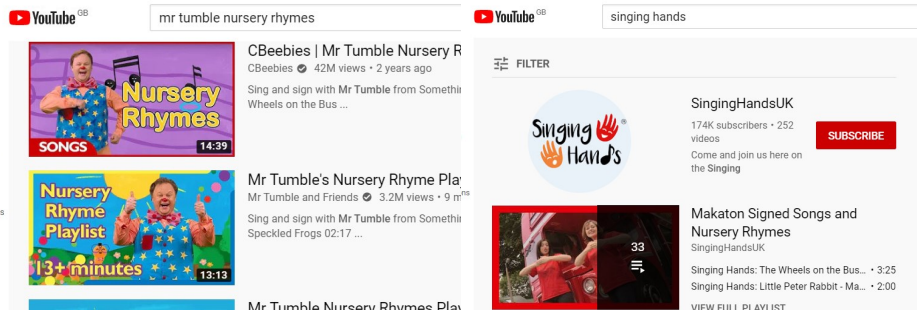 YouTube GB
mr tumble nursery rhymes
Nursery
Rhymes
SONGS
14:39
CBeebies | Mr Tumble Nursery R
CBeebies 42M views • 2 years ago
Sing and sign with Mr Tumble from Somethin
Wheels on the Bus ...
Nursery
Rhyme
Playlist
13+ minutes
13:13
Mr Tumble's Nursery Rhyme Play
Mr Tumble and Friends 3.2M views • 9 m
Sing and sign with Mr Tumble from Somethin
Speckled Frogs 02:17 ...
Mr Tumble Nursery Rhymes Play
s
YouTube GB
singing hands
FILTER
Singing
Hands
®
SingingHandsUK
174K subscribers • 252
videos
Come and join us here on
the Singing
SUBSCRIBE
ns
33
Makaton Signed Songs and
Nursery Rhymes
SingingHandsUK
Singing Hands: The Wheels on the Bus... • 3:25
Singing Hands: Little Peter Rabbit - Ma... • 2:00
VIEW FULL PLAYLIST